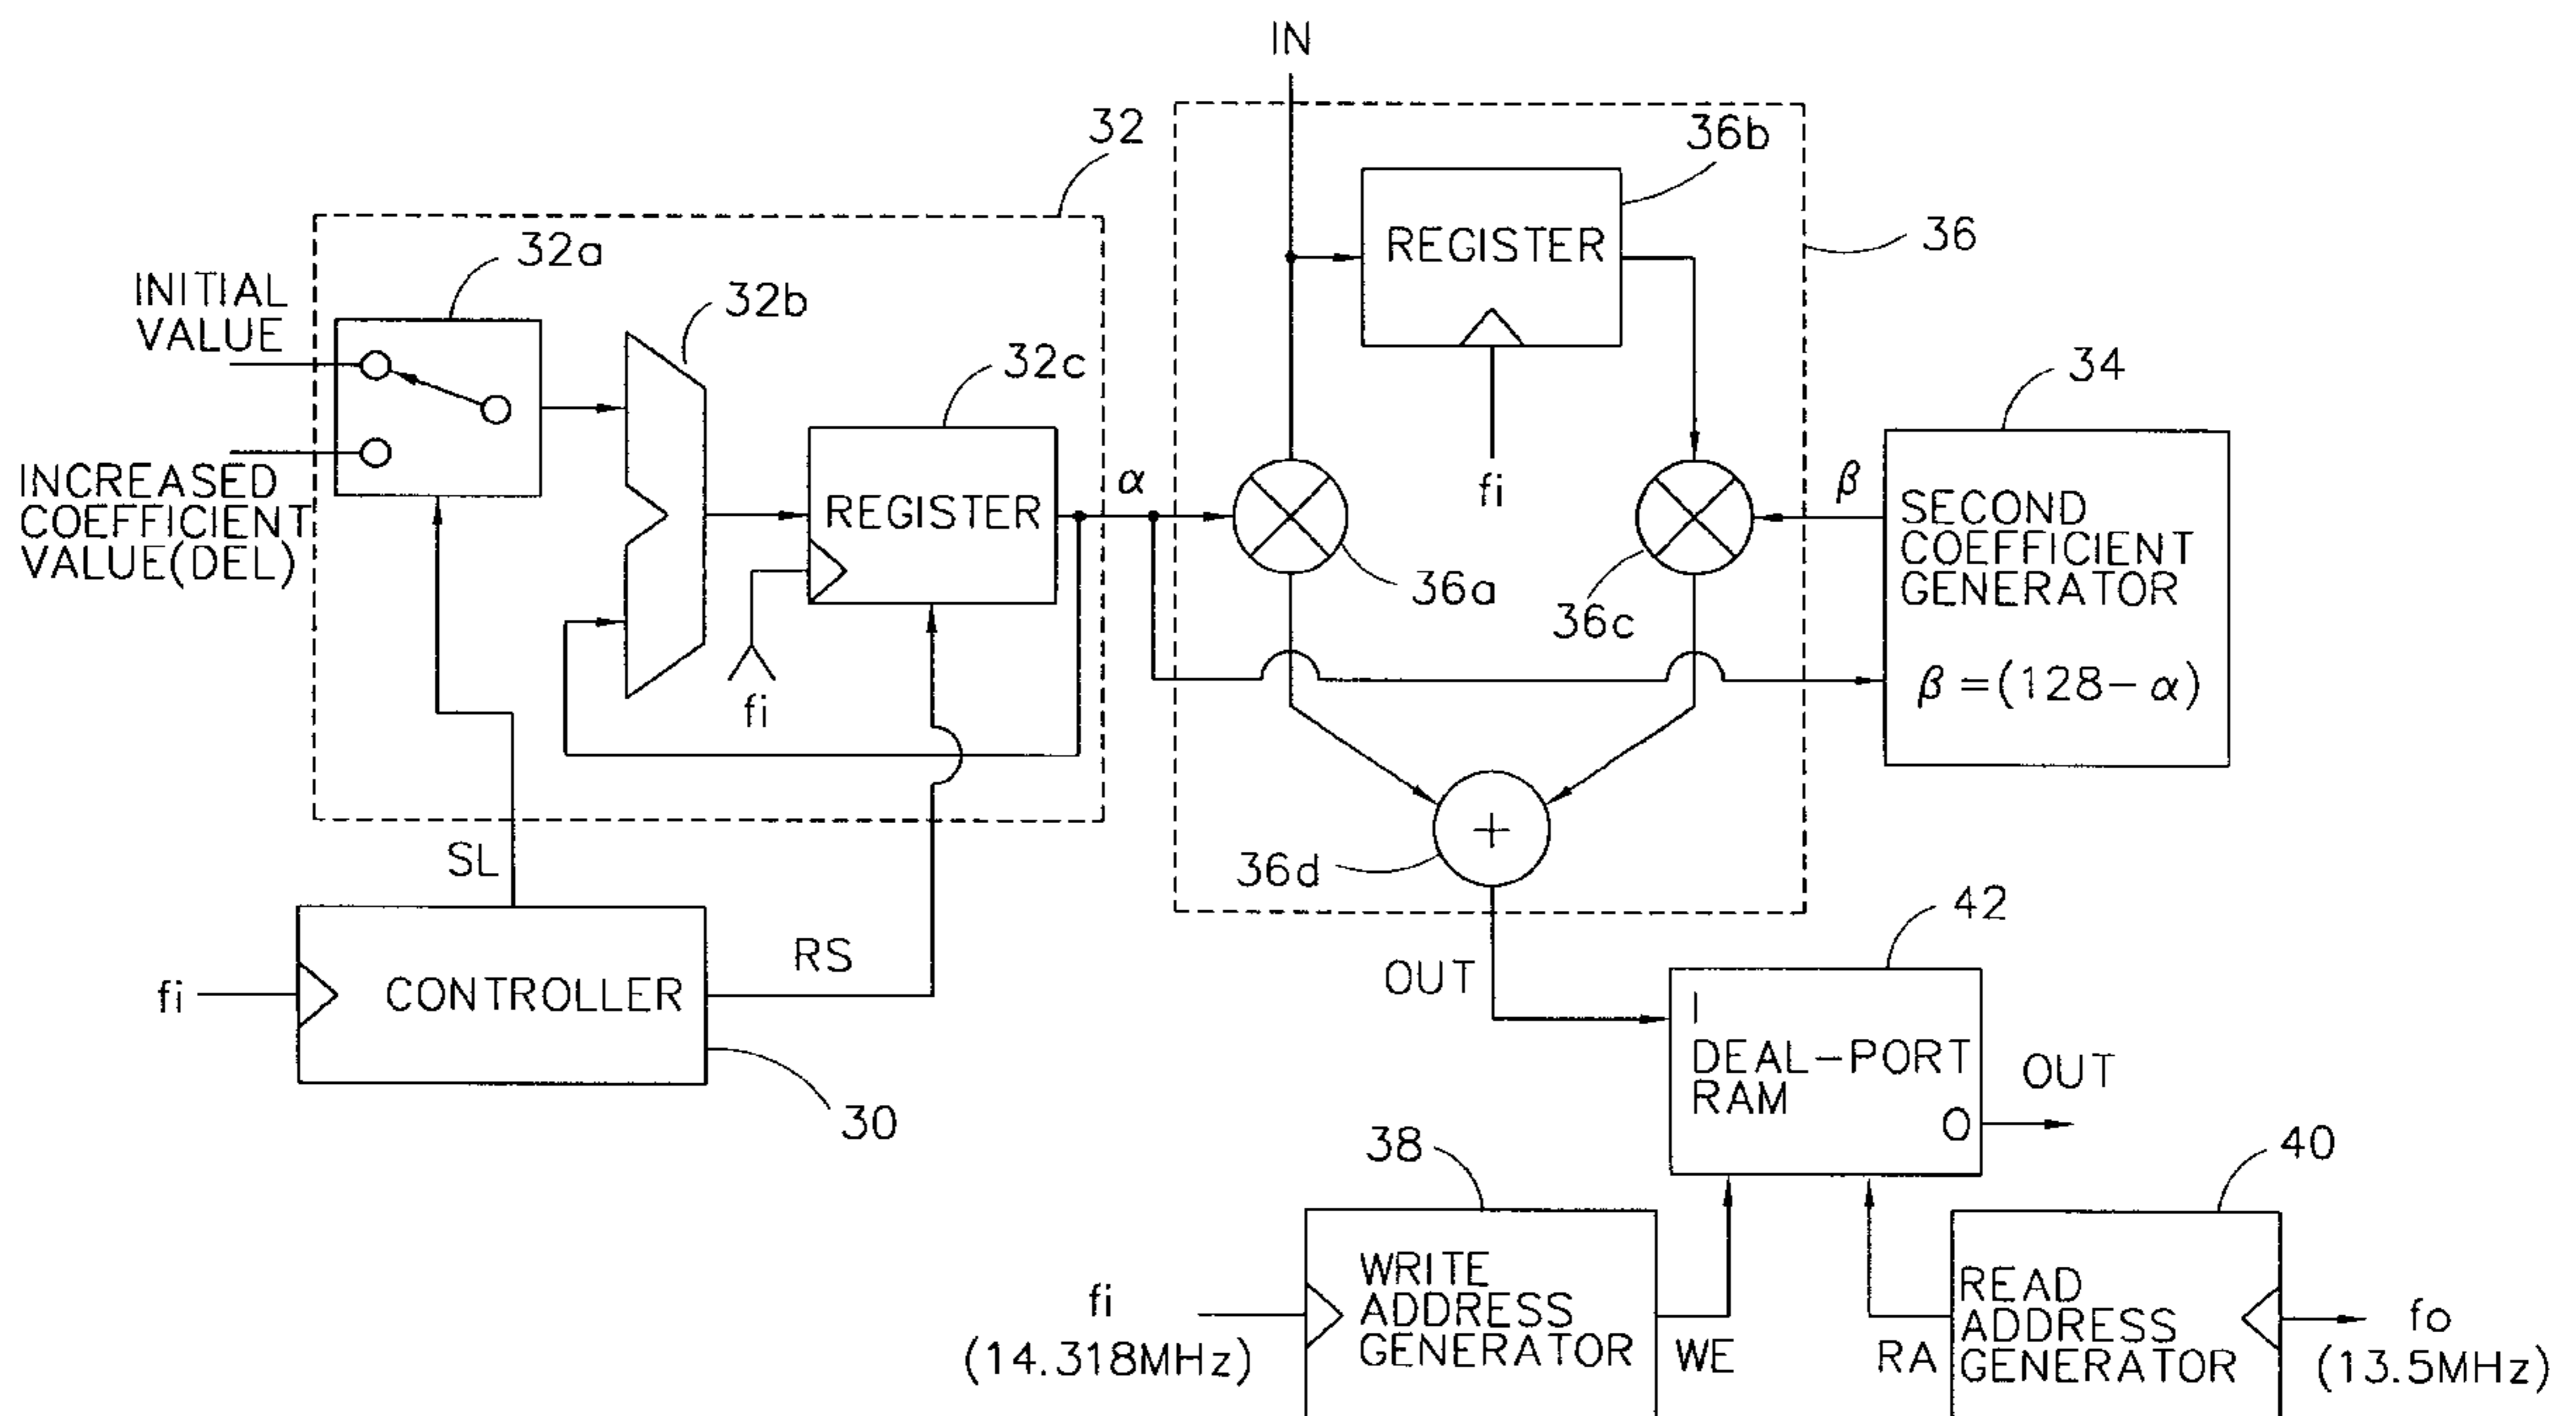 IN
32
36b
32a
REGISTER
36
INITIAL
VALUE
32b
32c
34
fi
α
β
INCREASED
COEFFICIENT
VALUE(DEL)
REGISTER
SECOND
COEFFICIENT
GENERATOR
β=(128-α)
36a
36c
fi
36d
SL
42
RS
OUT
fi
CONTROLLER
I
DEAL-PORT
RAM
O
OUT
30
38
40
fi
(14.318MHz)
WRITE
ADDRESS
GENERATOR
WE
RA
READ
ADDRESS
GENERATOR
fo
(13.5MHz)
+